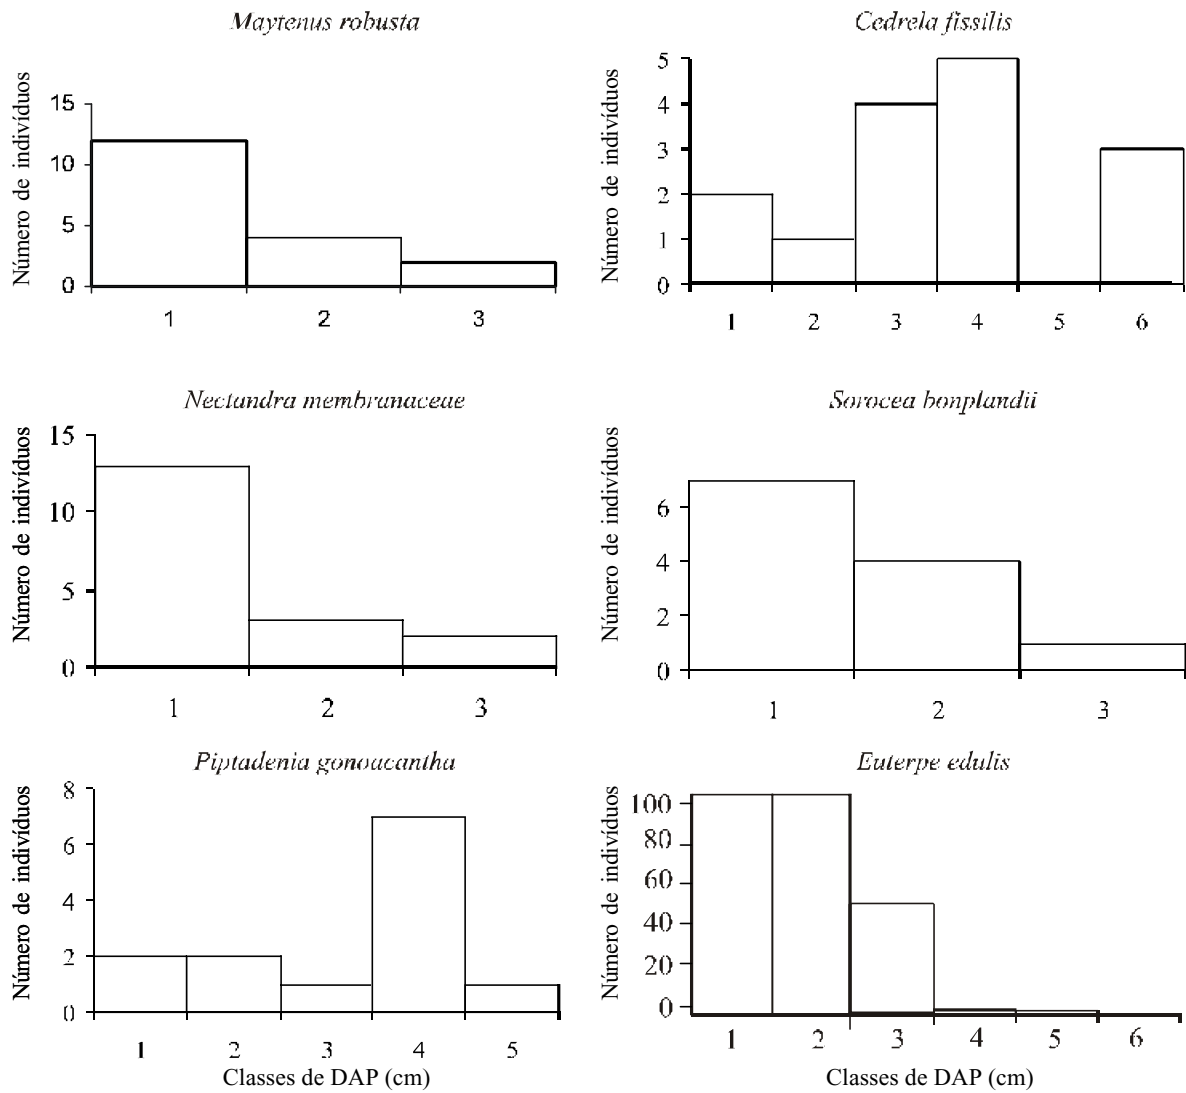 Maytenus robusta
Número de indivíduos
15
10
5
0
1 2 3
Cedrela fissilis
Número de indivíduos
5
4
3
2
1
0
1 2 3 4 5 6
Nectandra membranaceae
Número de indivíduos
15
10
5
0
1 2 3
Sorocea bonplandii
Número de indivíduos
6
4
2
0
1 2 3
Piptadenia gonoacantha
Número de indivíduos
8
6
4
2
0
1 2 3 4 5
Classes de DAP (cm)
Euterpe edulis
Número de indivíduos
100
80
60
40
20
0
1 2 3 4 5 6
Classes de DAP (cm)